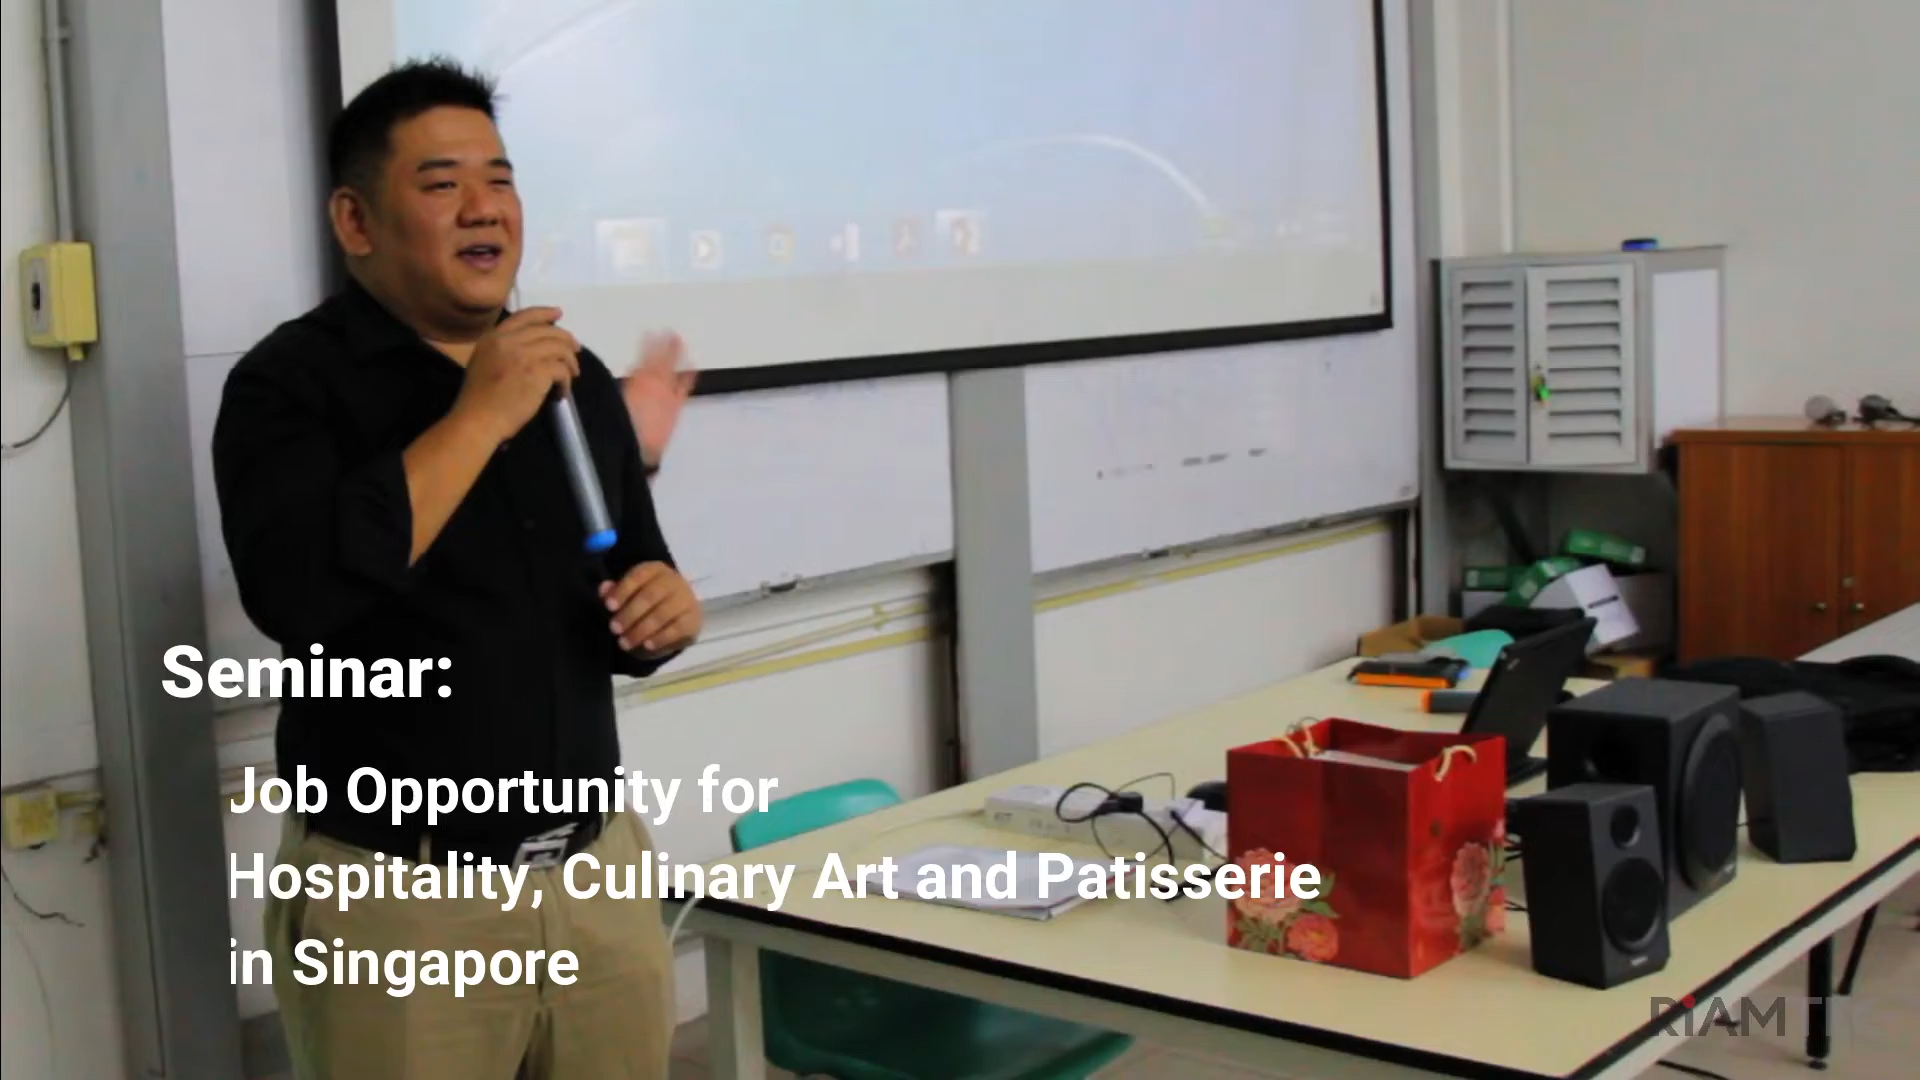 Seminar:
Job Opportunity for
Hospitality, Culinary Art and Patisserie
in Singapore
RiAM